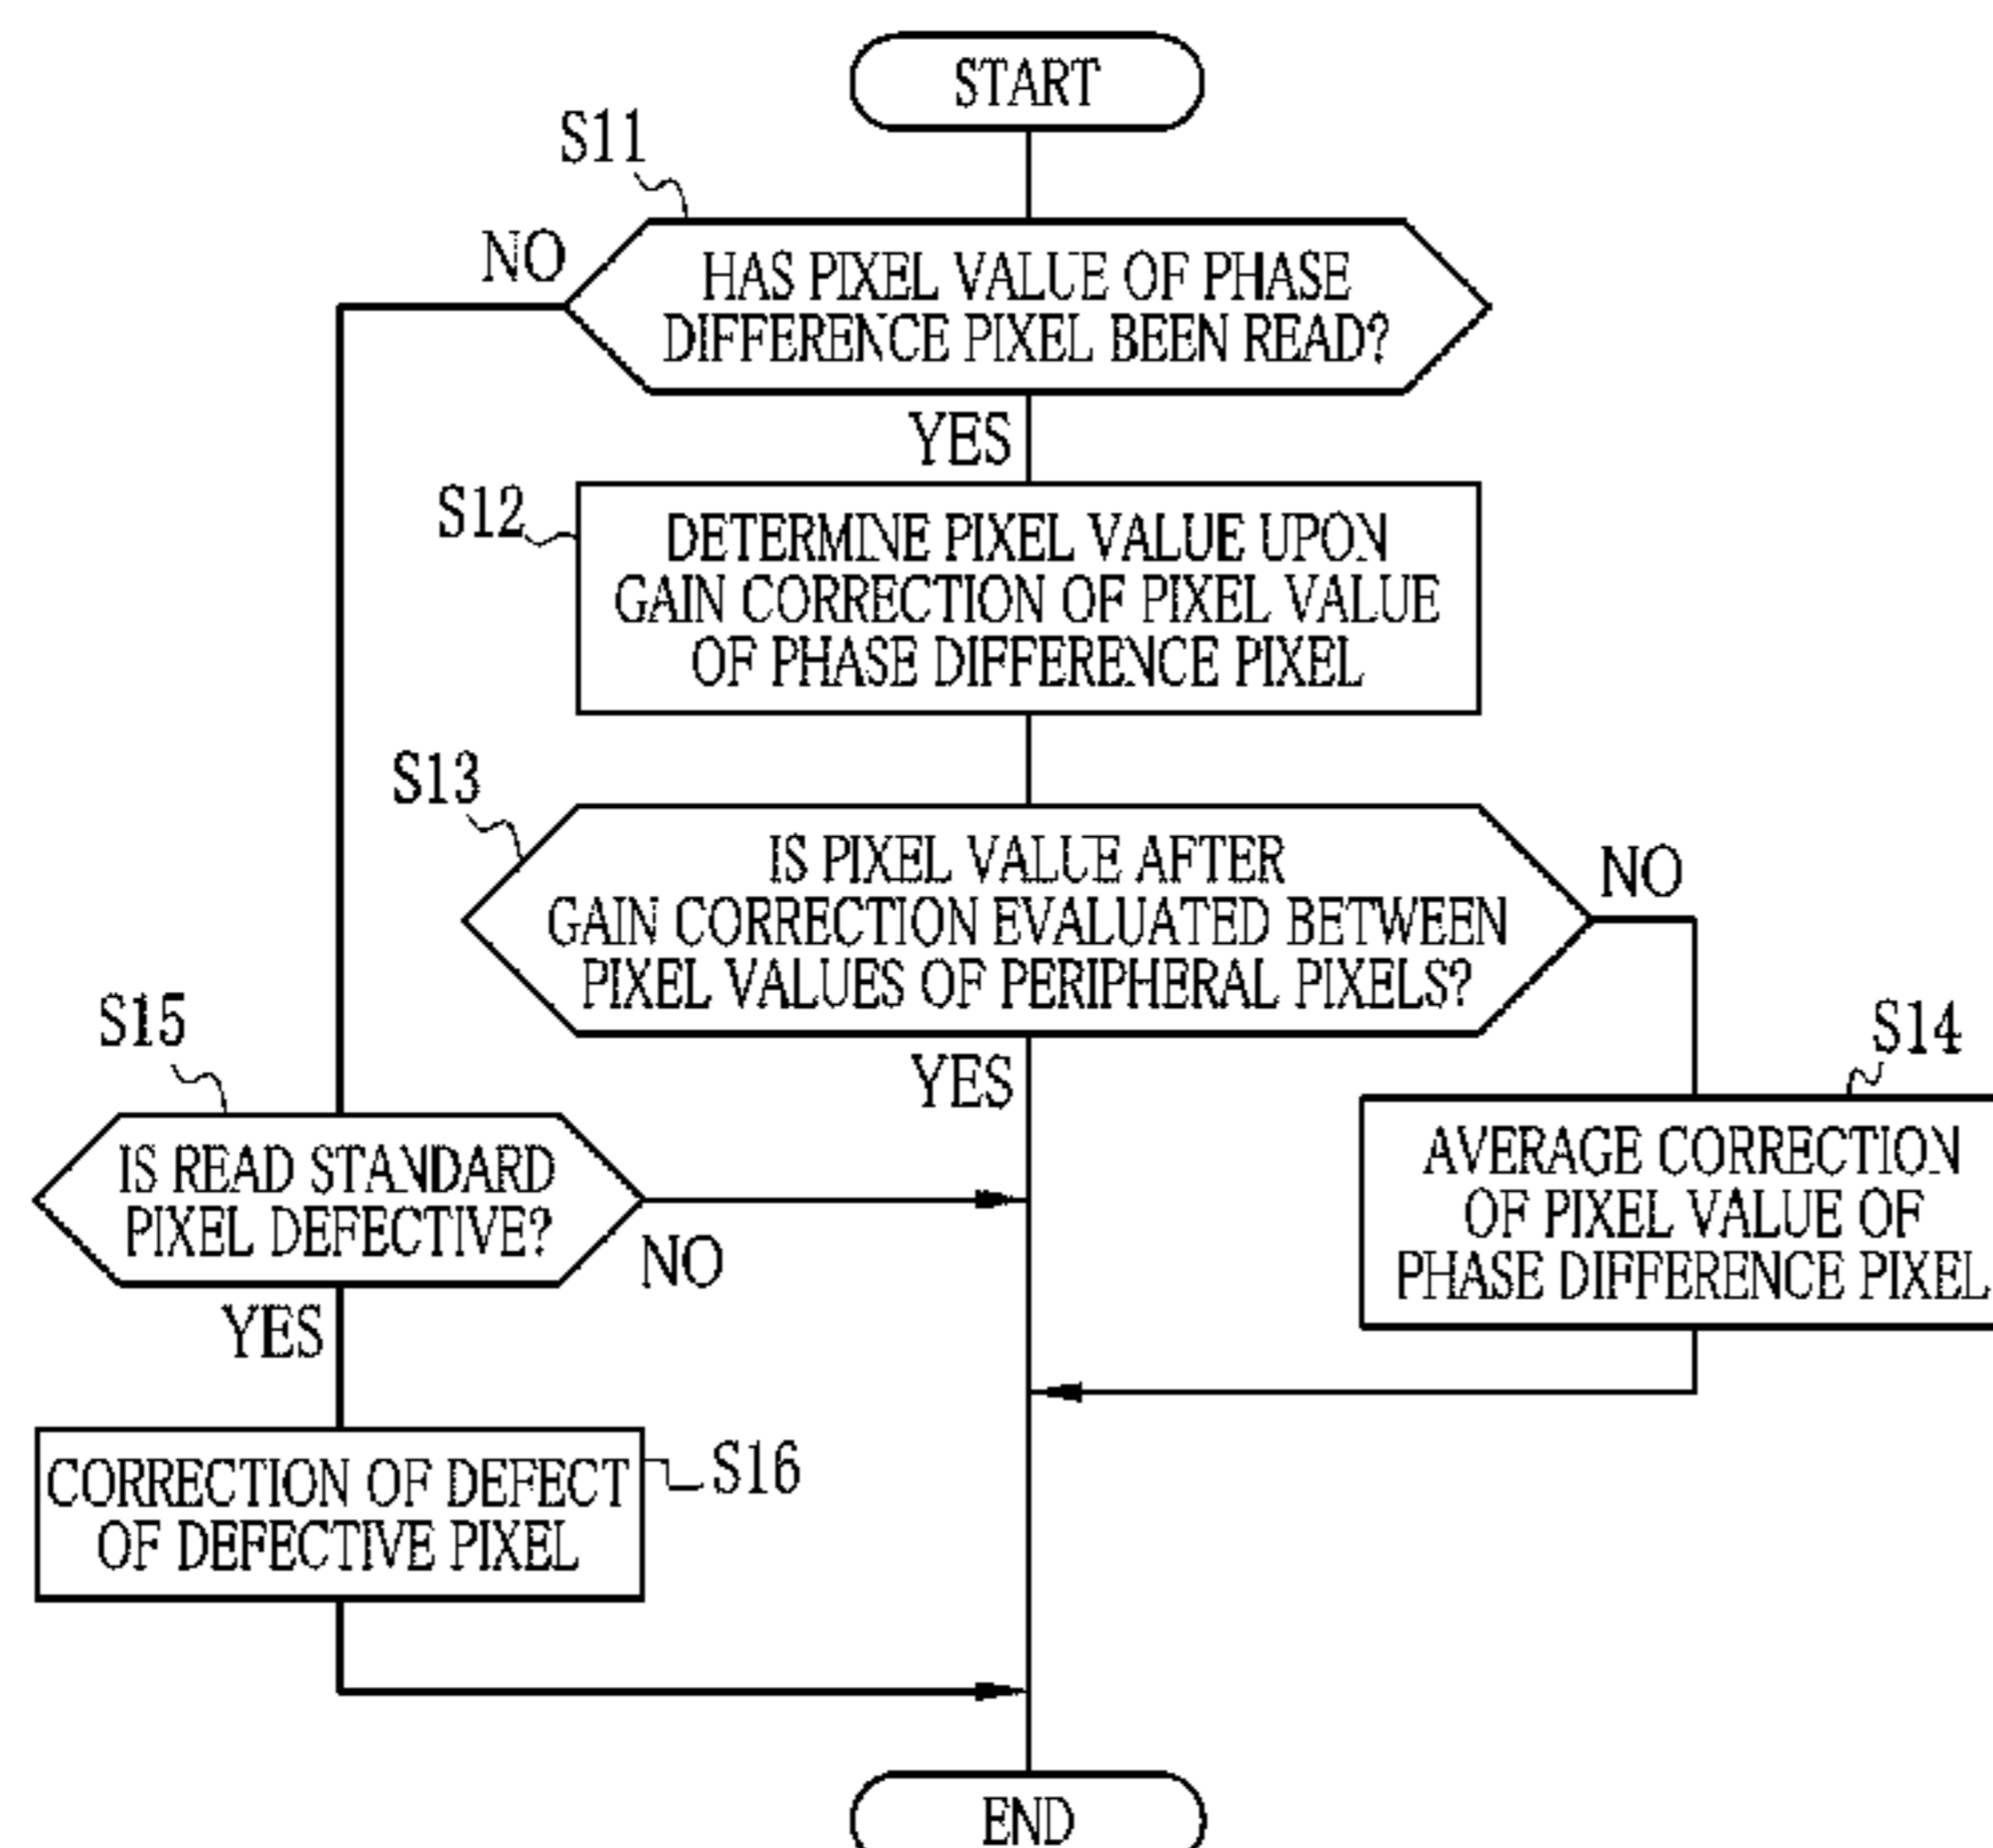 START
S11
NO
HAS PIXEL VALUE OF PHASE
DIFFERENCE PIXEL BEEN READ?
YES
S12
DETERMINE PIXEL VALUE UPON
GAIN CORRECTION OF PIXEL VALUE
OF PHASE DIFFERENCE PIXEL
S13
IS PIXEL VALUE AFTER
GAIN CORRECTION EVALUATED BETWEEN
PIXEL VALUES OF PERIPHERAL PIXELS?
NO
YES
S14
AVERAGE CORRECTION
OF PIXEL VALUE OF
PHASE DIFFERENCE PIXEL
S15
IS READ STANDARD
PIXEL DEFECTIVE?
NO
YES
CORRECTION OF DEFECT
OF DEFECTIVE PIXEL
S16
END